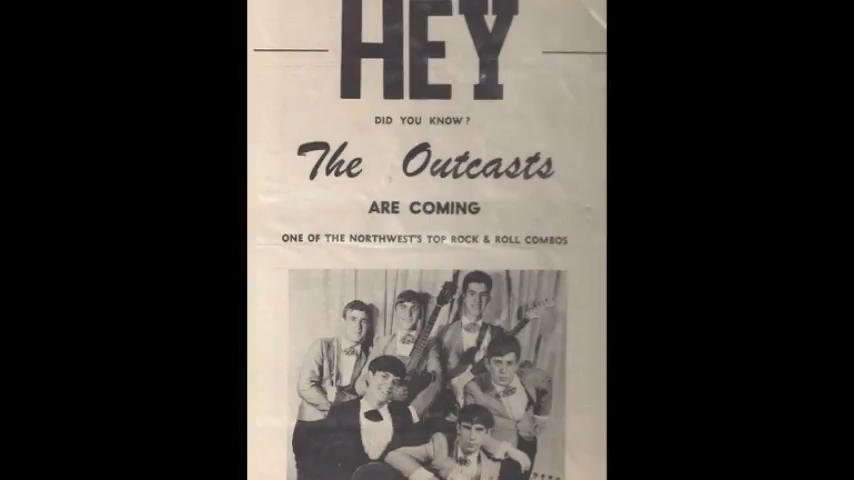 HEY
DID YOU KNOW?
The Outcasts
ARE COMING
ONE OF THE NORTHWEST'S TOP ROCK & ROLL COMBOS